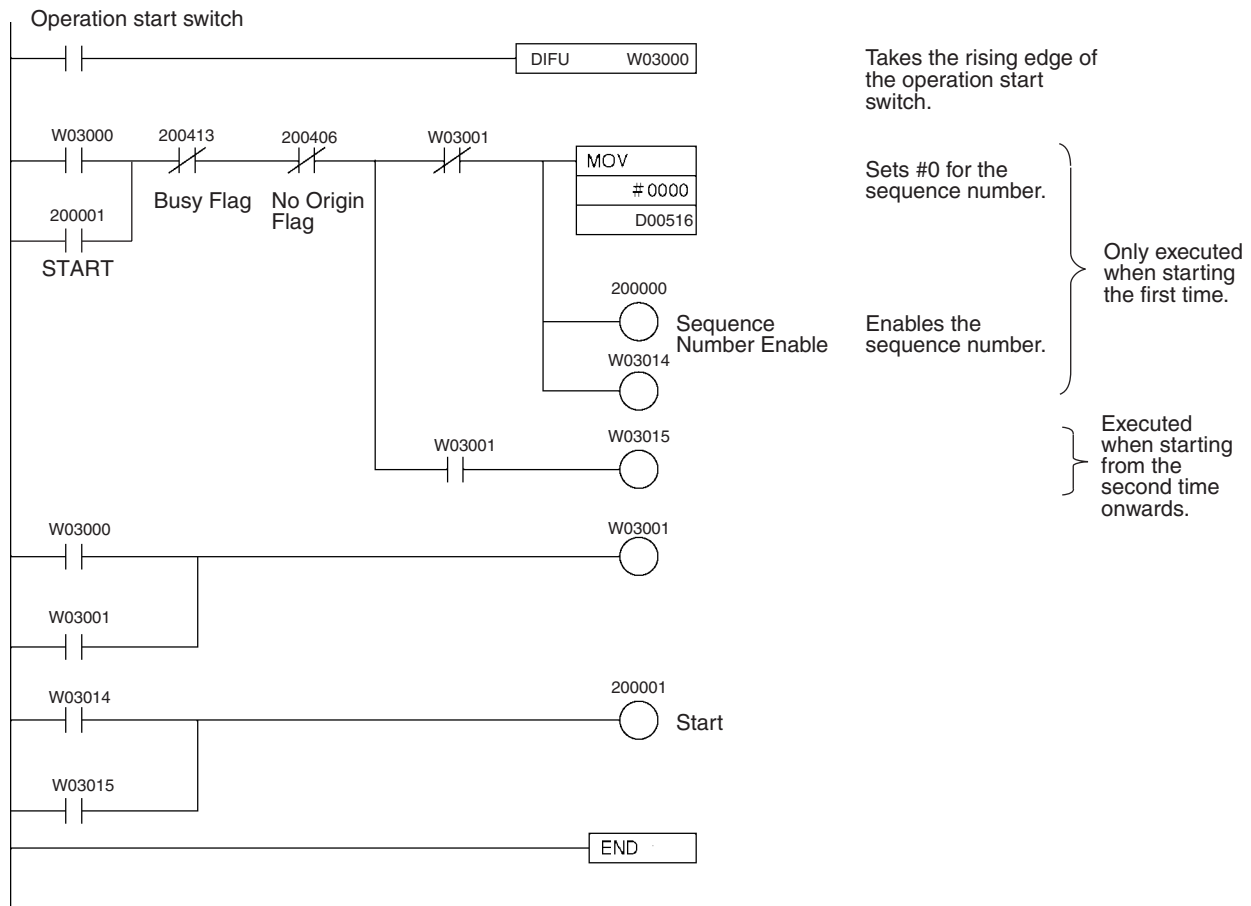 Operation start switch
DIFU W03000
Takes the rising edge of
the operation start
switch.
W03000 200413 200406 W03001
MOV
#0000
D00516
Busy Flag No Origin
Flag
Sets #0 for the
sequence number.
200001
START
Only executed
when starting
the first time.
200000
Sequence
Number Enable
Enables the
sequence number.
W03014
W03001 W03015
Executed
when starting
from the
second time
onwards.
W03000 W03001
W03001
W03014 200001
Start
W03015
END